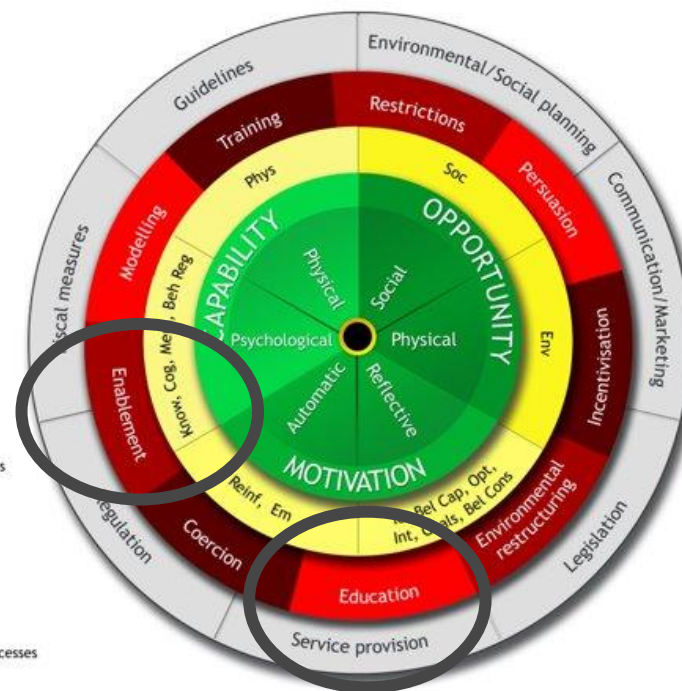 Guidelines
Environmental/Social planning
Communication/Marketing
Legislation
Service provision
Regulation
measures
Training
Restrictions
Persuasion
Incentivisation
Environmental
restructuring
Education
Coercion
Enablement
Modelling
Phys
Soc
Env
Bel Cap, Opt,
Int, Goals, Bel Cons
Reinf, Em
Know, Cog, Mem, Beh Reg
CAPABILITY
OPPORTUNITY
MOTIVATION
Physical
Social
Psychological
Physical
Automatic
Reflective